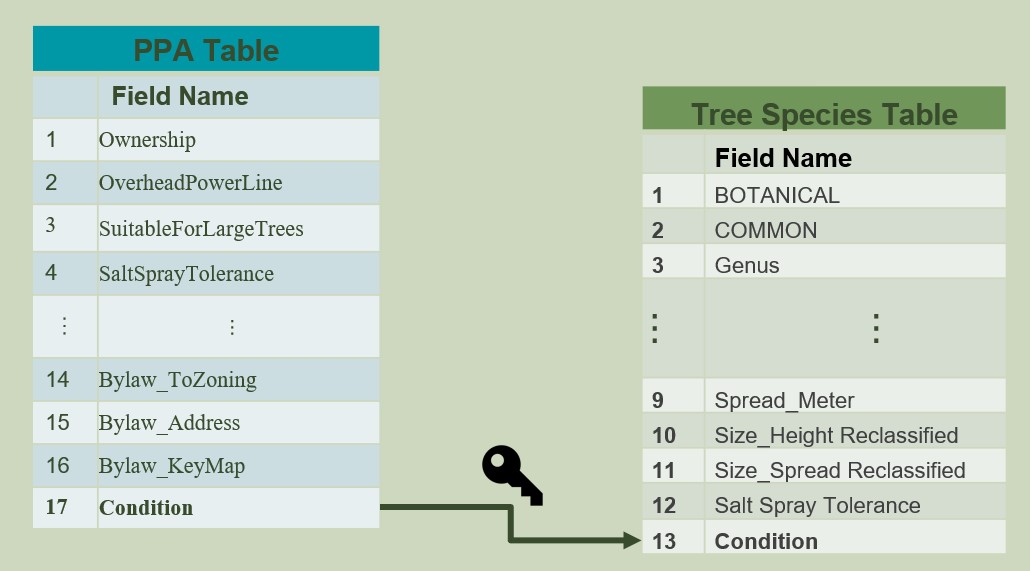 PPA Table
Field Name
1 Ownership
2 OverheadPowerLine
3 SuitableForLargeTrees
4 SaltSprayTolerance
⋮ ⋮
14 Bylaw_ToZoning
15 Bylaw_Address
16 Bylaw_KeyMap
17 Condition
Tree Species Table
Field Name
1 BOTANICAL
2 COMMON
3 Genus
⋮ ⋮
9 Spread_Meter
10 Size_Height Reclassified
11 Size_Spread Reclassified
12 Salt Spray Tolerance
13 Condition